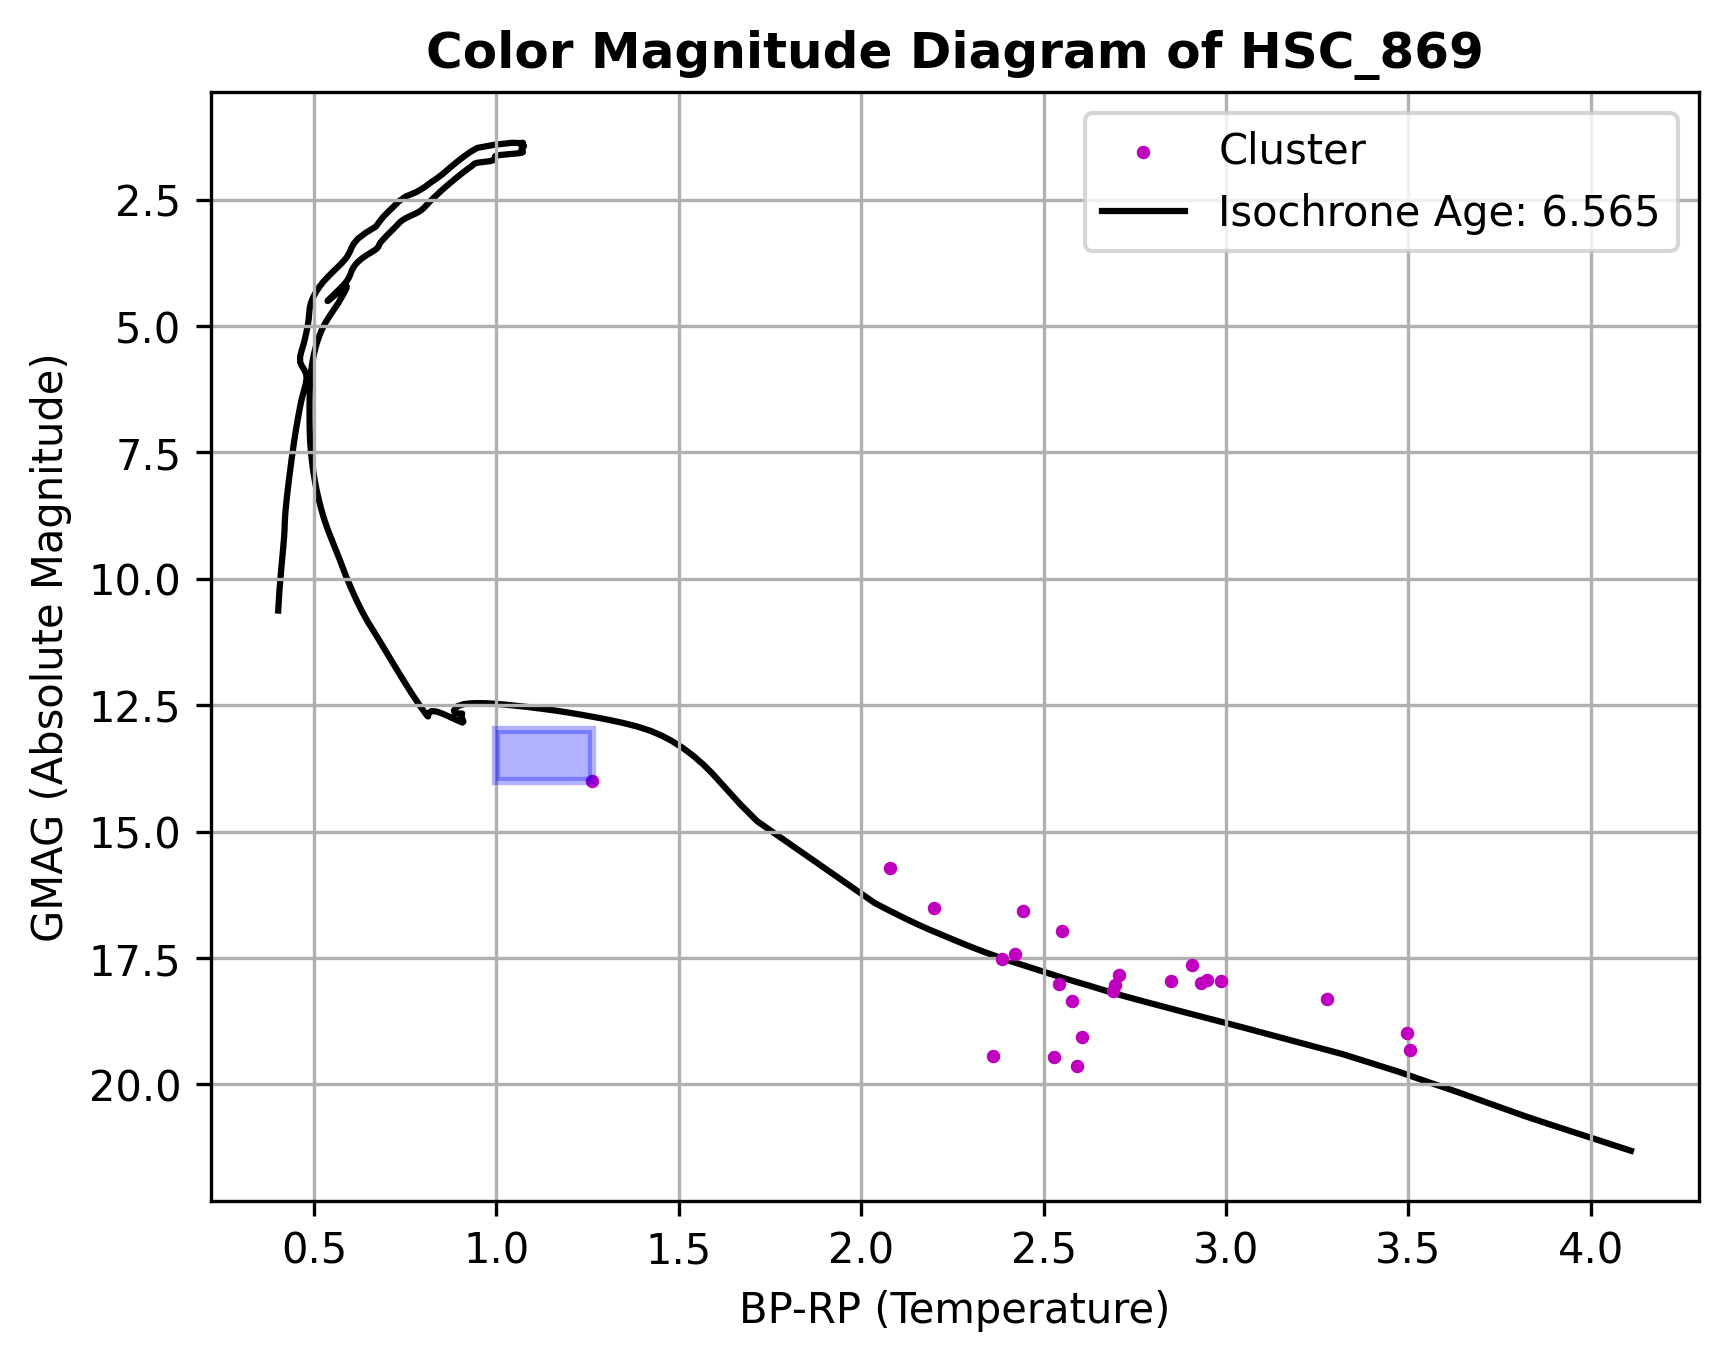 Color Magnitude Diagram of HSC_869
Cluster
Isochrone Age: 6.565
GMAG (Absolute Magnitude)
2.5
5.0
7.5
10.0
12.5
15.0
17.5
20.0
0.5 1.0 1.5 2.0 2.5 3.0 3.5 4.0
BP-RP (Temperature)